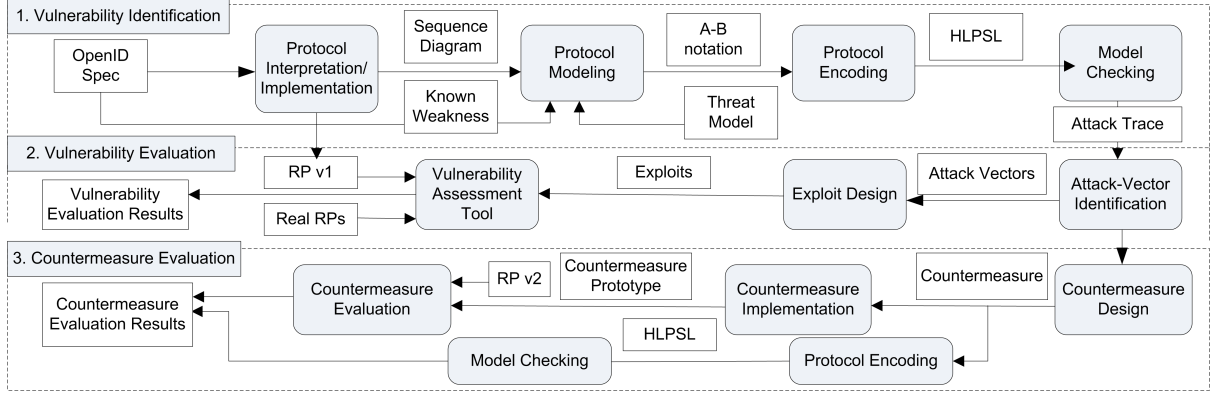 1. Vulnerability Identification
OpenID
Spec
Protocol
Interpretation/
Implementation
Sequence
Diagram
Known
Weakness
Protocol
Modeling
A-B
notation
Threat
Model
Protocol
Encoding
HLPSL
Model
Checking
Attack Trace
2. Vulnerability Evaluation
Vulnerability
Evaluation Results
RP v1
Real RPs
Vulnerability
Assessment
Tool
Exploits
Exploit Design
Attack Vectors
Attack-Vector
Identification
3. Countermeasure Evaluation
Countermeasure
Evaluation Results
Countermeasure
Evaluation
RP v2
Countermeasure
Prototype
Countermeasure
Implementation
Countermeasure
Countermeasure
Design
HLPSL
Model Checking
Protocol Encoding